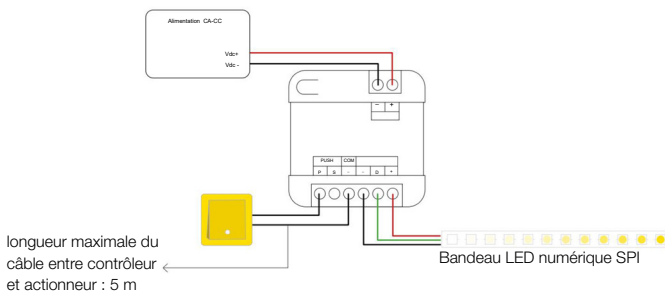 Alimentation CA-CC
Vdc+
Vdc -
- +
PUSH COM
P S - - D +
longueur maximale du
câble entre contrôleur
et actionneur : 5 m
Bandeau LED numérique SPI